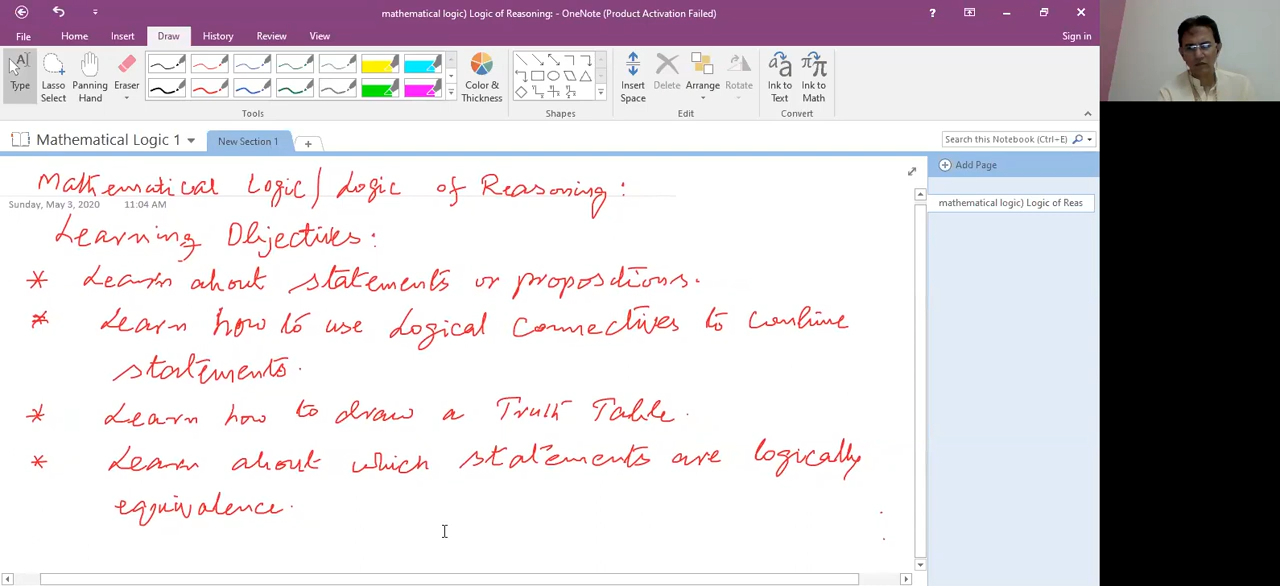 mathematical logic) Logic of Reasoning: - OneNote (Product Activation Failed)
File Home Insert Draw History Review View Sign in
Type Lasso Select Panning Hand Eraser Color & Thickness Insert Space Delete Arrange Rotate Ink to Text Ink to Math
Tools Shapes Edit Convert
Mathematical Logic 1 New Section 1 Search this Notebook (Ctrl+E)
Add Page
mathematical logic) Logic of Reas
Mathematical Logic/ Logic of Reasoning:
Sunday, May 3, 2020 11:04 AM
Learning Objectives:
* Learn about statements or propositions.
* Learn how to use Logical Connectives to combine
statements.
* Learn how to draw a Truth Table.
* Learn about which statements are logically
equivalence.